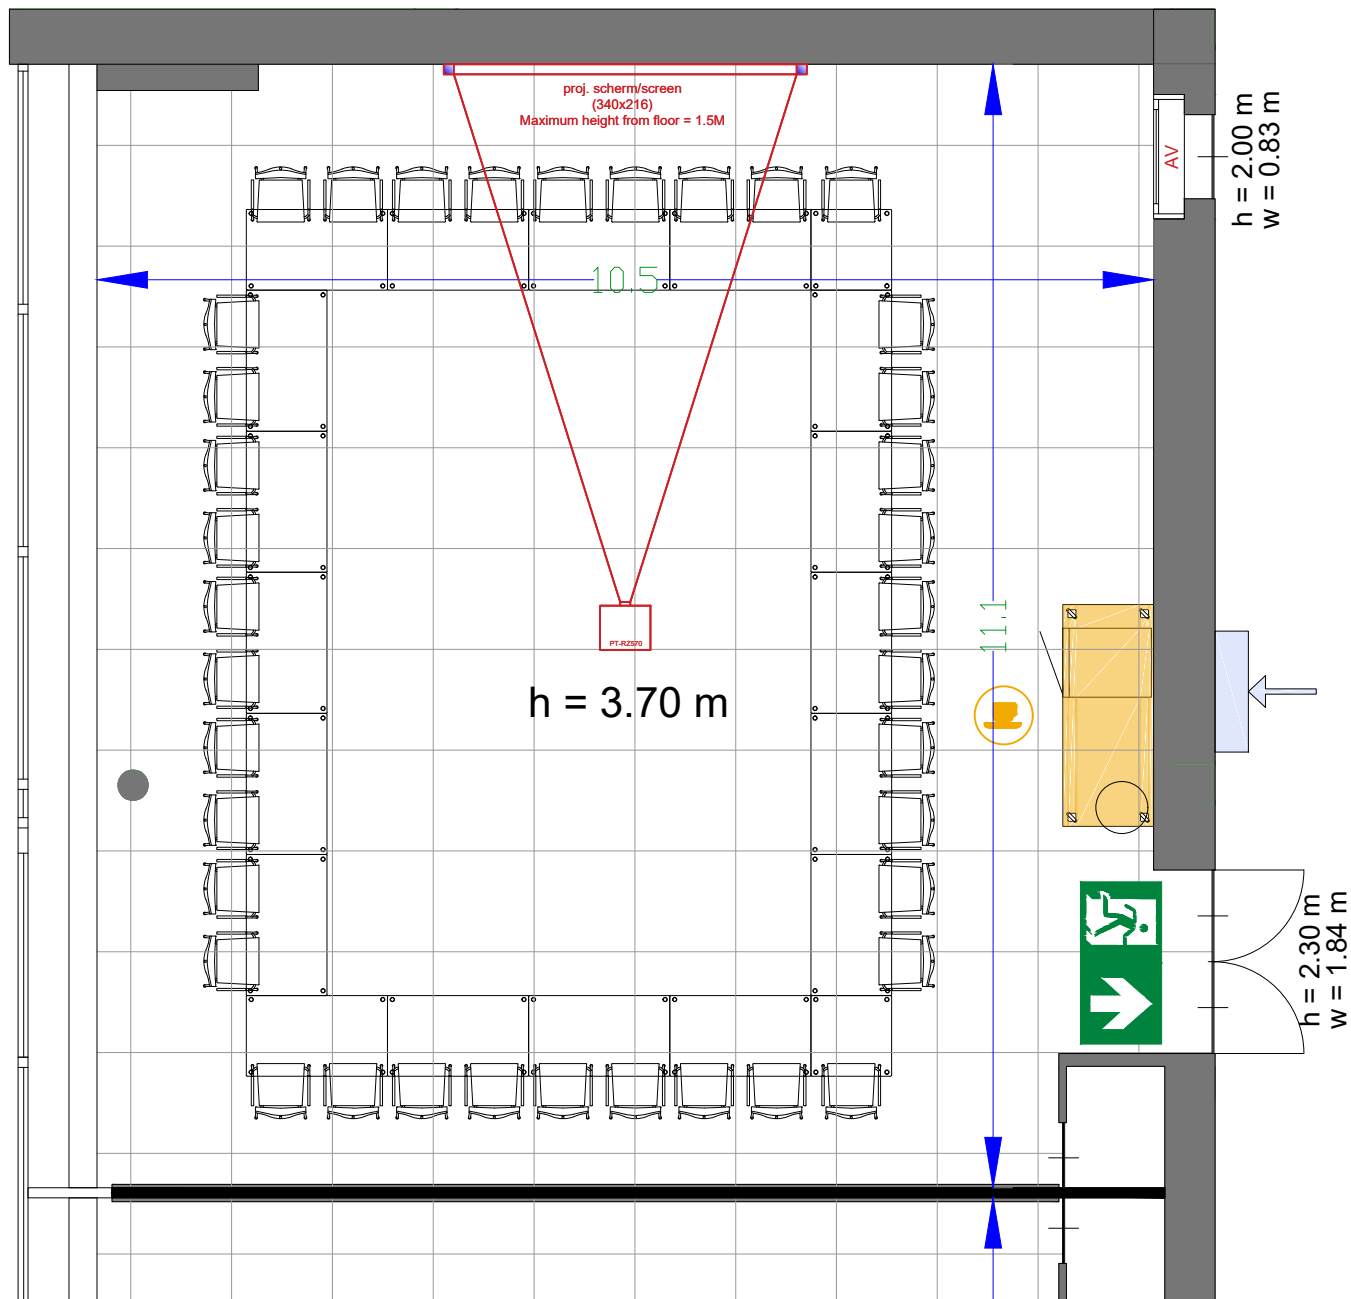 proj. scherm/screen
(340x216)
Maximum height from floor = 1.5M
AV
h = 2.00 m
w = 0.83 m
10.5
11.1
PT-RZ570
h = 3.70 m
h = 2.30 m
w = 1.84 m